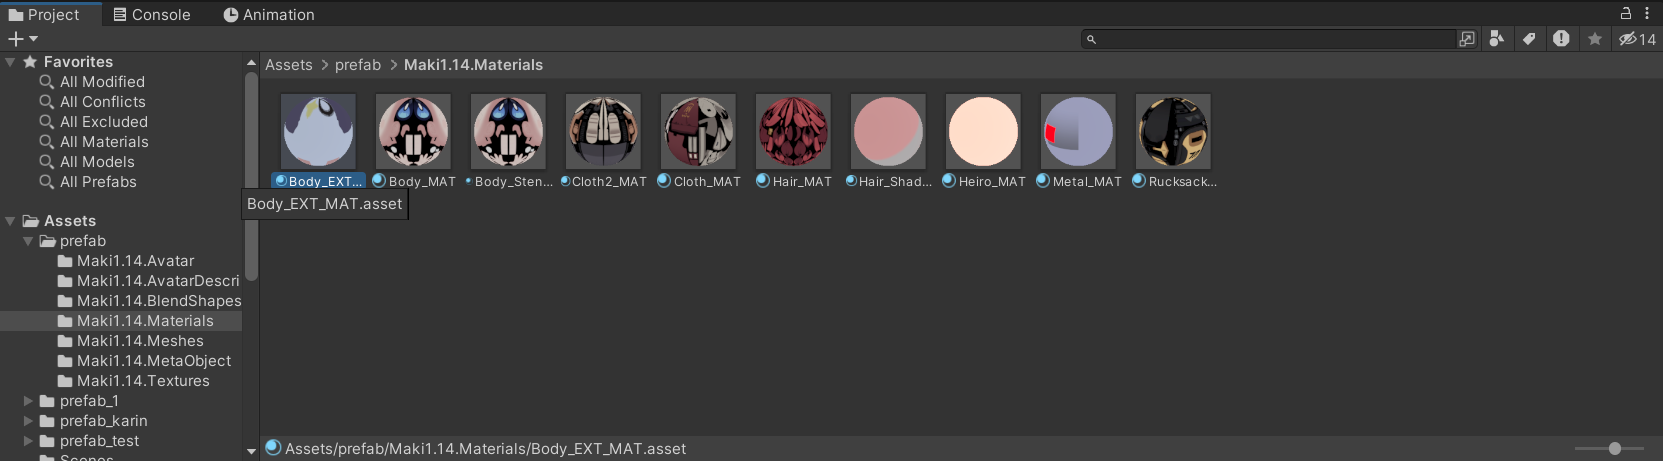 Project Console Animation
14
Favorites
All Modified
All Conflicts
All Excluded
All Materials
All Models
All Prefabs
Assets
prefab
Maki1.14.Avatar
Maki1.14.AvatarDescri
Maki1.14.BlendShapes
Maki1.14.Materials
Maki1.14.Meshes
Maki1.14.MetaObject
Maki1.14.Textures
prefab_1
prefab_karin
prefab_test
Scenes
Assets > prefab > Maki1.14.Materials
Body_EXT... Body_MAT Body_Sten... Cloth2_MAT Cloth_MAT Hair_MAT Hair_Shad... Heiro_MAT Metal_MAT Rucksack...
Body_EXT_MAT.asset
Assets/prefab/Maki1.14.Materials/Body_EXT_MAT.asset